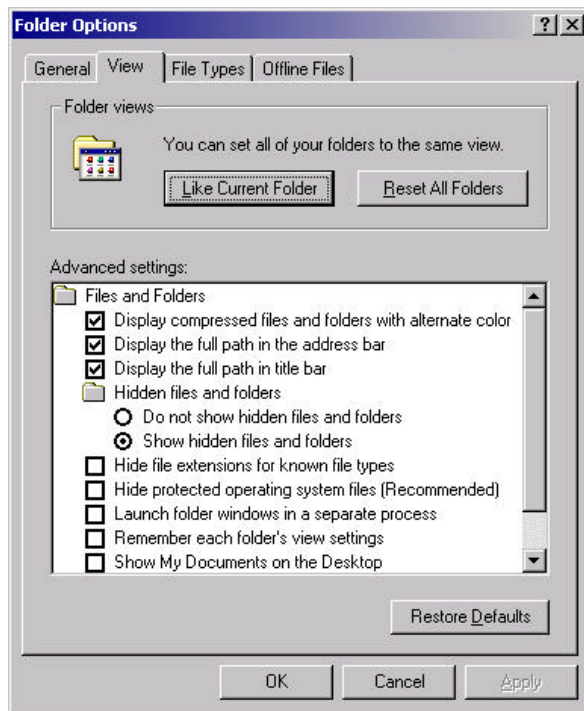 Folder Options
General View File Types Offline Files
Folder views
You can set all of your folders to the same view.
Like Current Folder Reset All Folders
Advanced settings:
Files and Folders
Display compressed files and folders with alternate color
Display the full path in the address bar
Display the full path in title bar
Hidden files and folders
Do not show hidden files and folders
Show hidden files and folders
Hide file extensions for known file types
Hide protected operating system files (Recommended)
Launch folder windows in a separate process
Remember each folder's view settings
Show My Documents on the Desktop
Restore Defaults
OK Cancel Apply